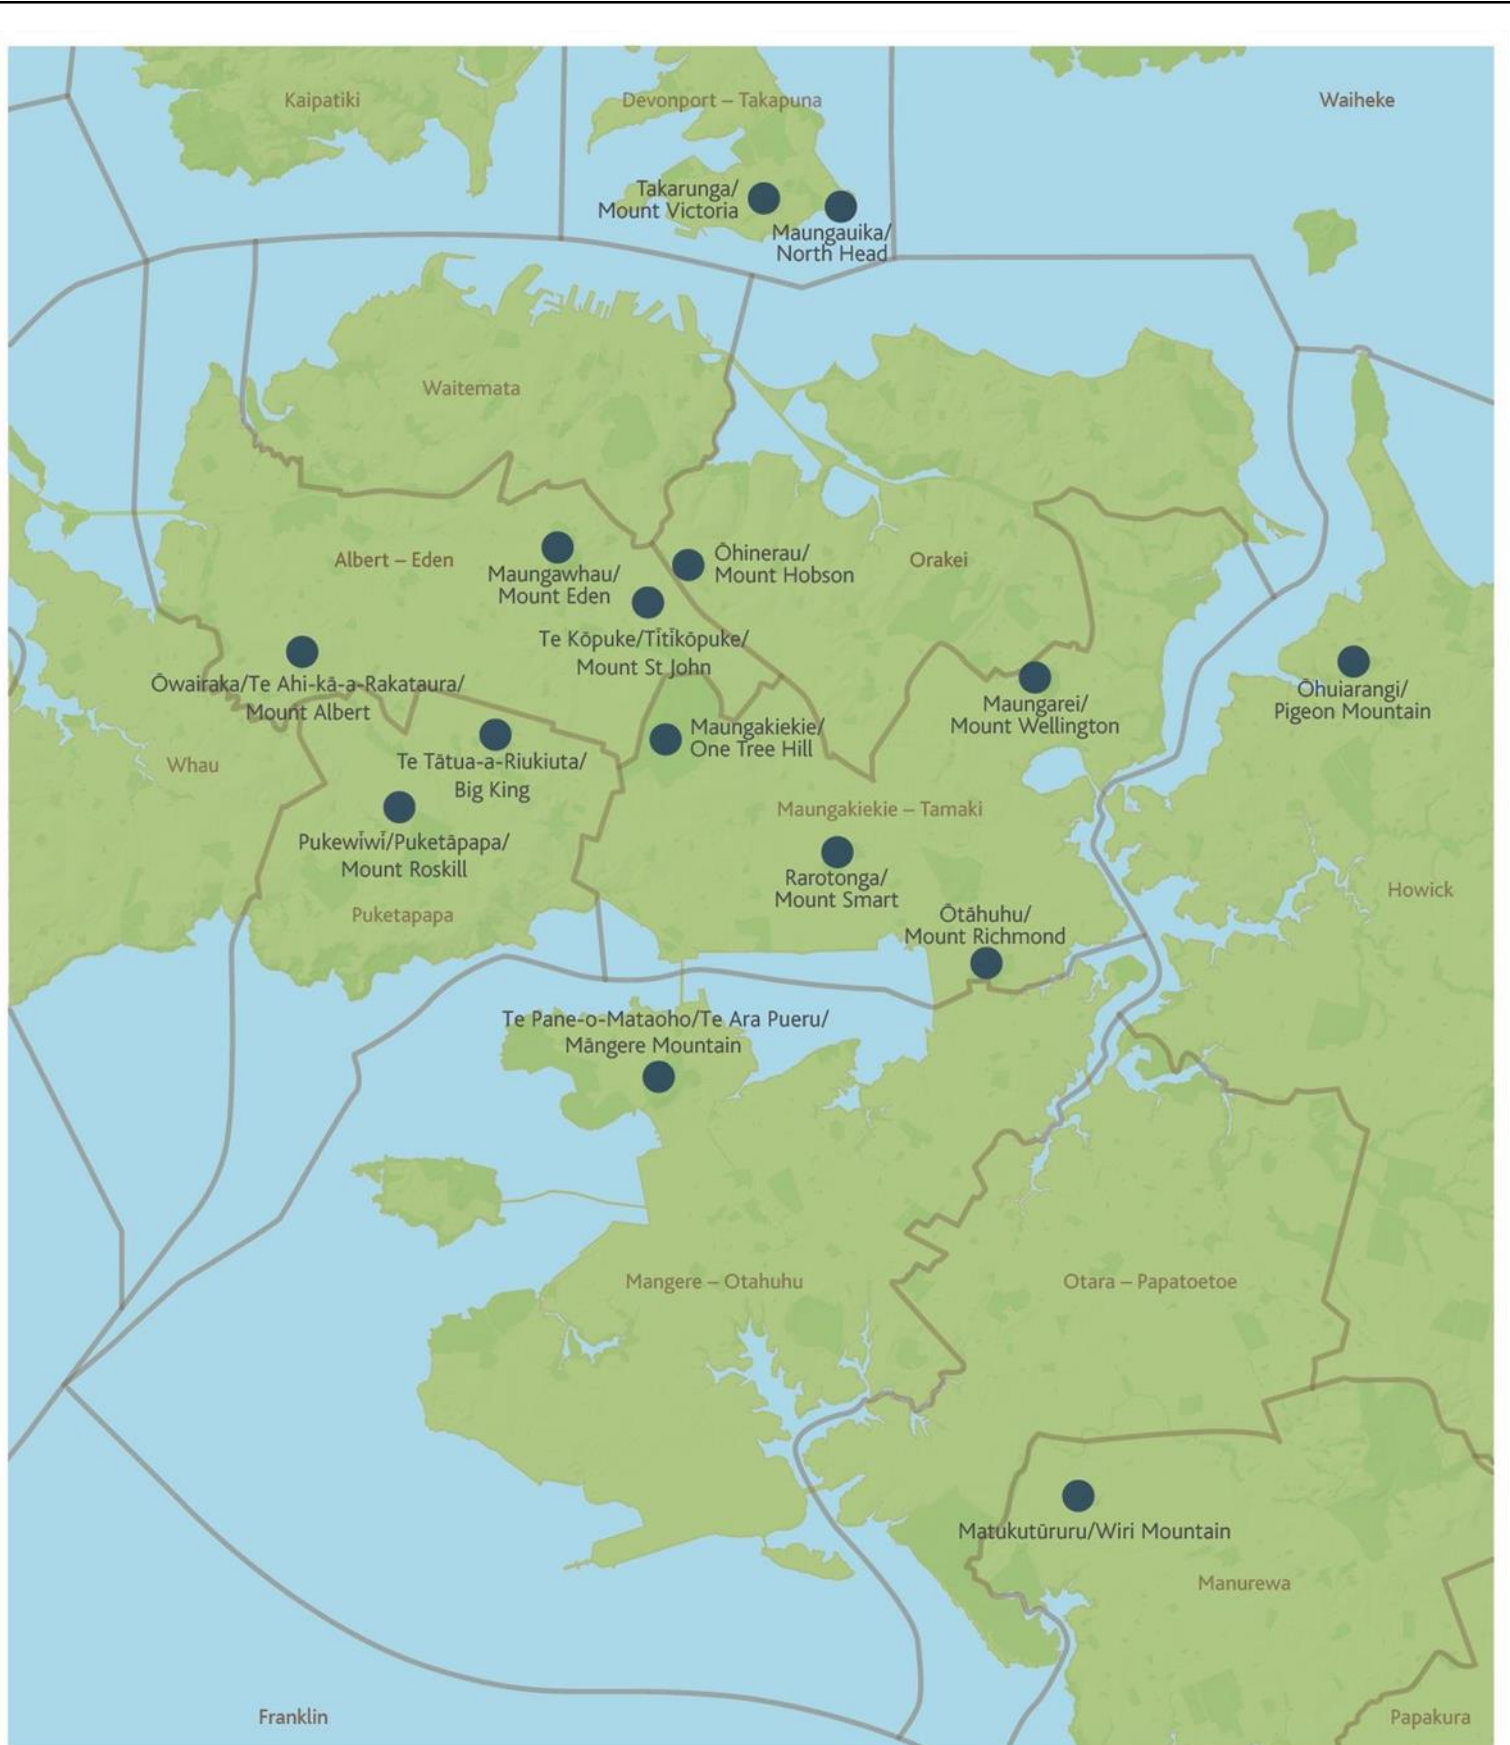 Kaipatiki
Devonport – Takapuna
Waiheke
Takarunga/
Mount Victoria
Maungauika/
North Head
Waitemata
Albert – Eden
Maungawhau/
Mount Eden
Ōhinerau/
Mount Hobson
Orakei
Te Kōpuke/Tītīkōpuke/
Mount St John
Ōwairaka/Te Ahi-kā-a-Rakataura/
Mount Albert
Maungarei/
Mount Wellington
Ōhuiarangi/
Pigeon Mountain
Whau
Te Tātua-a-Riukiuta/
Big King
Maungakiekie/
One Tree Hill
Maungakiekie – Tamaki
Pukewīwī/Puketāpapa/
Mount Roskill
Rarotonga/
Mount Smart
Howick
Puketapapa
Ōtāhuhu/
Mount Richmond
Te Pane-o-Mataoho/Te Ara Pueru/
Māngere Mountain
Mangere – Otahuhu
Otara – Papatoetoe
Matukutūruru/Wiri Mountain
Manurewa
Franklin
Papakura